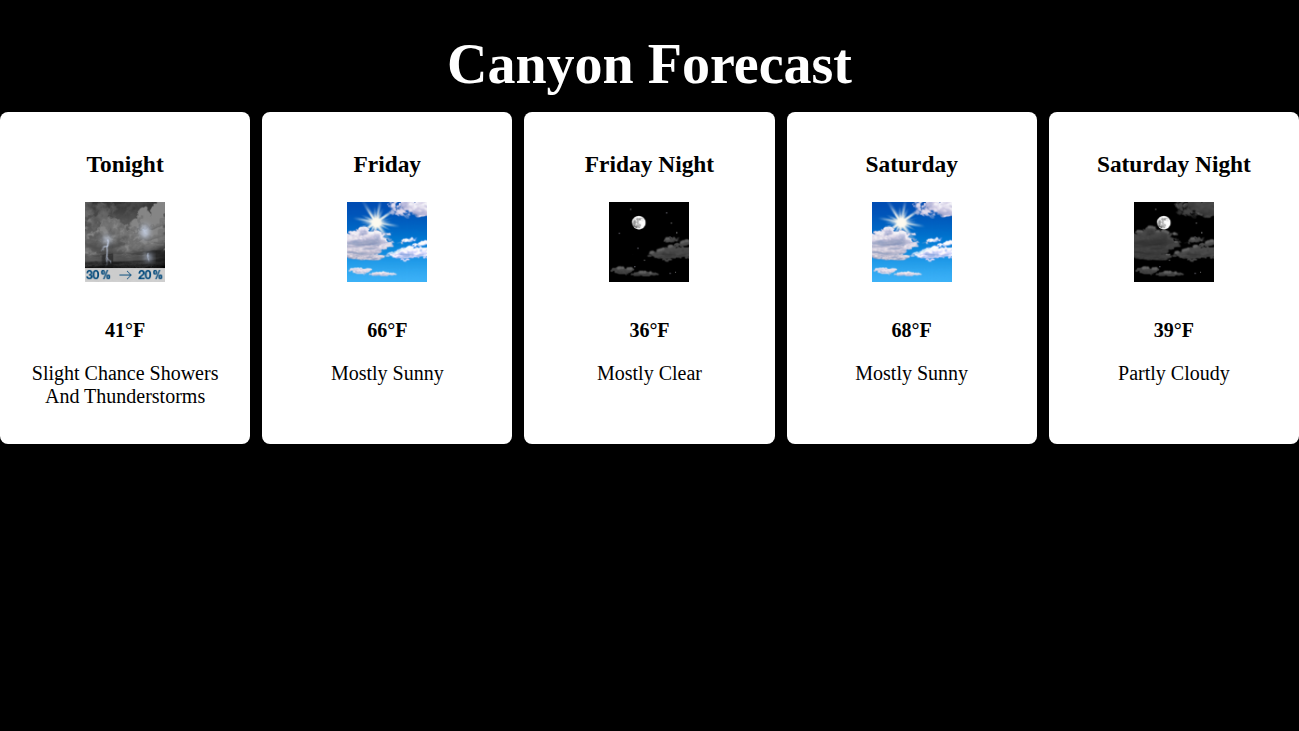 Canyon Forecast
Tonight
30% → 20%
41°F
Slight Chance Showers
And Thunderstorms
Friday
66°F
Mostly Sunny
Friday Night
36°F
Mostly Clear
Saturday
68°F
Mostly Sunny
Saturday Night
39°F
Partly Cloudy